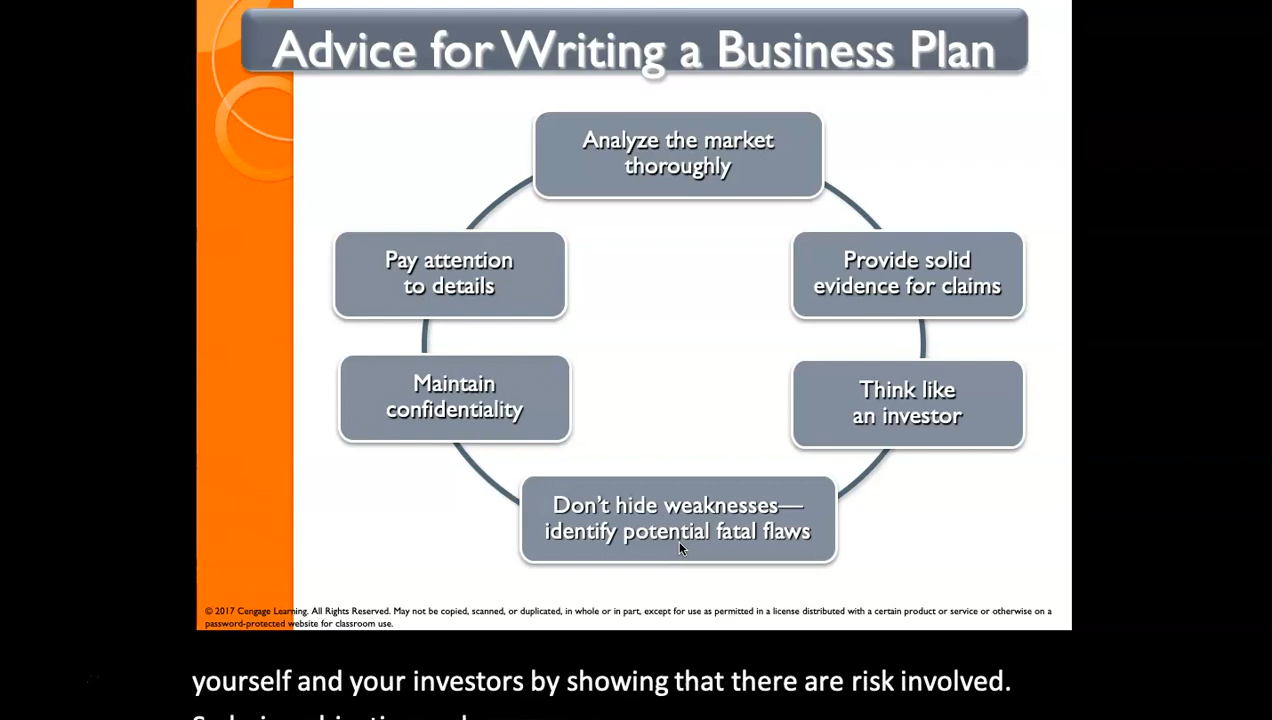 Advice for Writing a Business Plan
Analyze the market
thoroughly
Provide solid
evidence for claims
Think like
an investor
Don't hide weaknesses—
identify potential fatal flaws
Maintain
confidentiality
Pay attention
to details
© 2017 Cengage Learning. All Rights Reserved. May not be copied, scanned, or duplicated, in whole or in part, except for use as permitted in a license distributed with a certain product or service or otherwise on a
password-protected website for classroom use.
yourself and your investors by showing that there are risk involved.